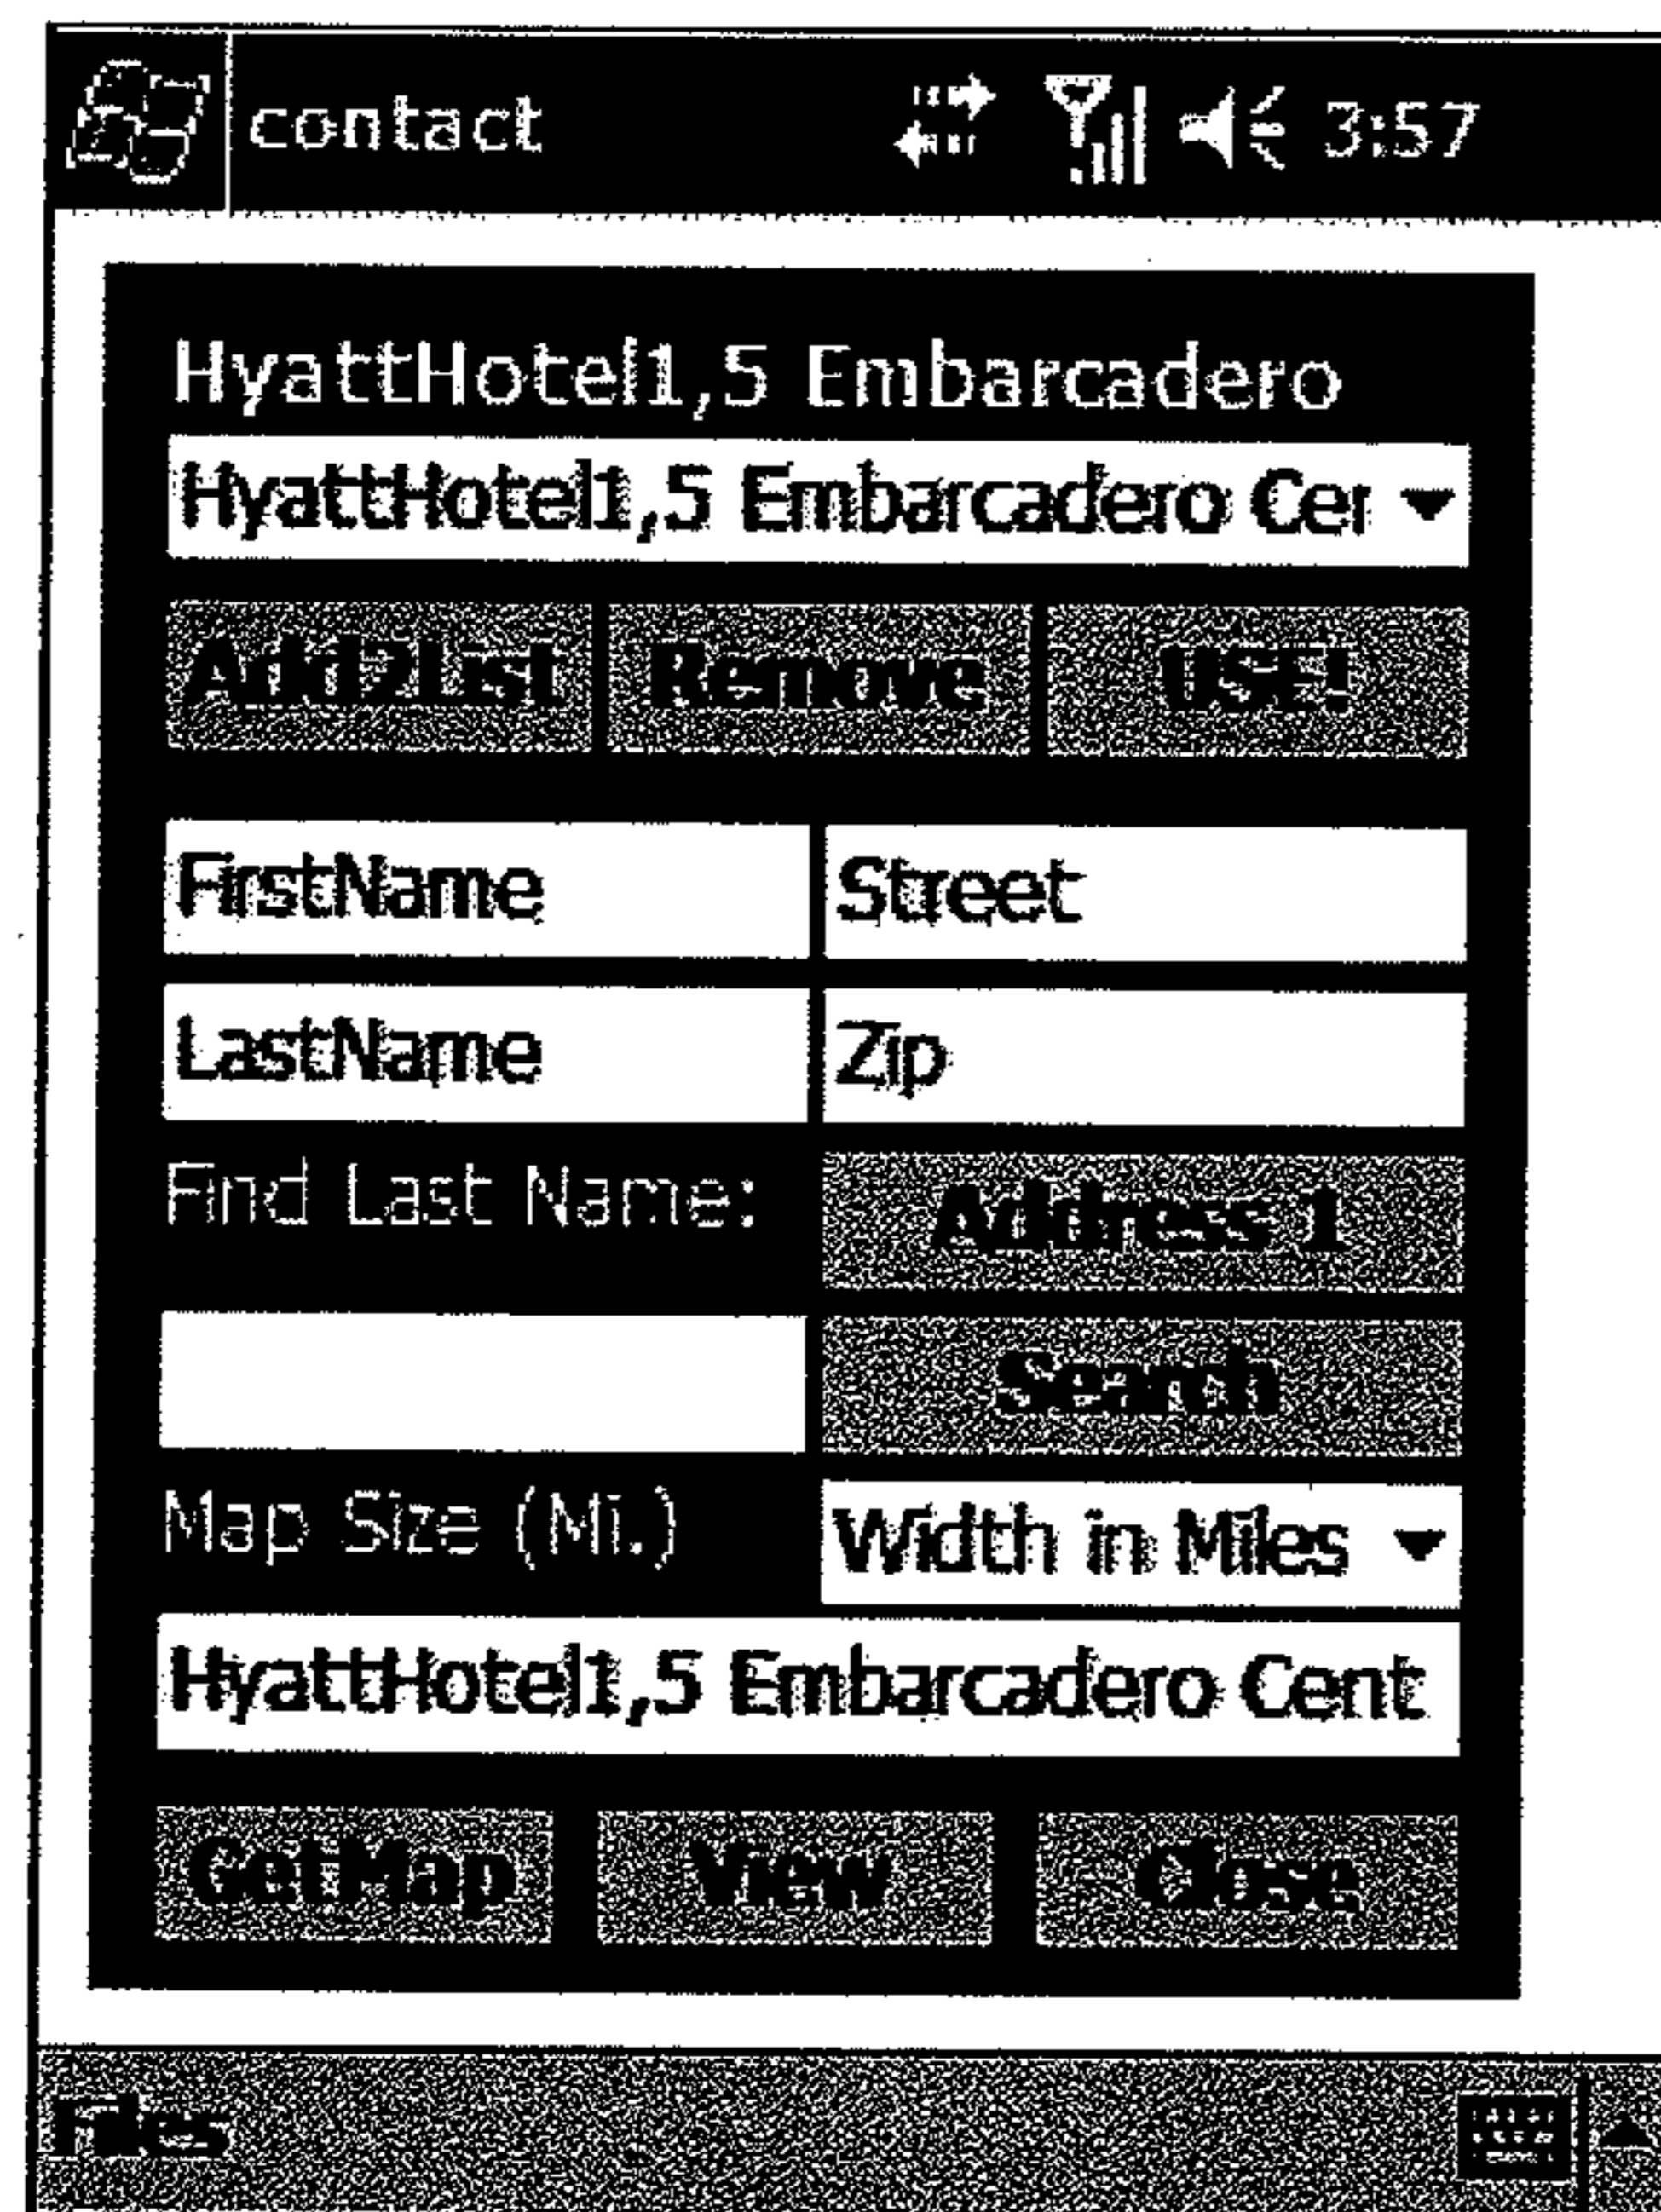 contact 3:57
HyattHotel1,5 Embarcadero
HyattHotel1,5 Embarcadero Cer
Add2List Remove USE!
FirstName Street
LastName Zip
Find Last Name: Address 1
Search
Map Size (Mi.) Width in Miles
HyattHotel1,5 Embarcadero Cent
GetMap View Close
Files